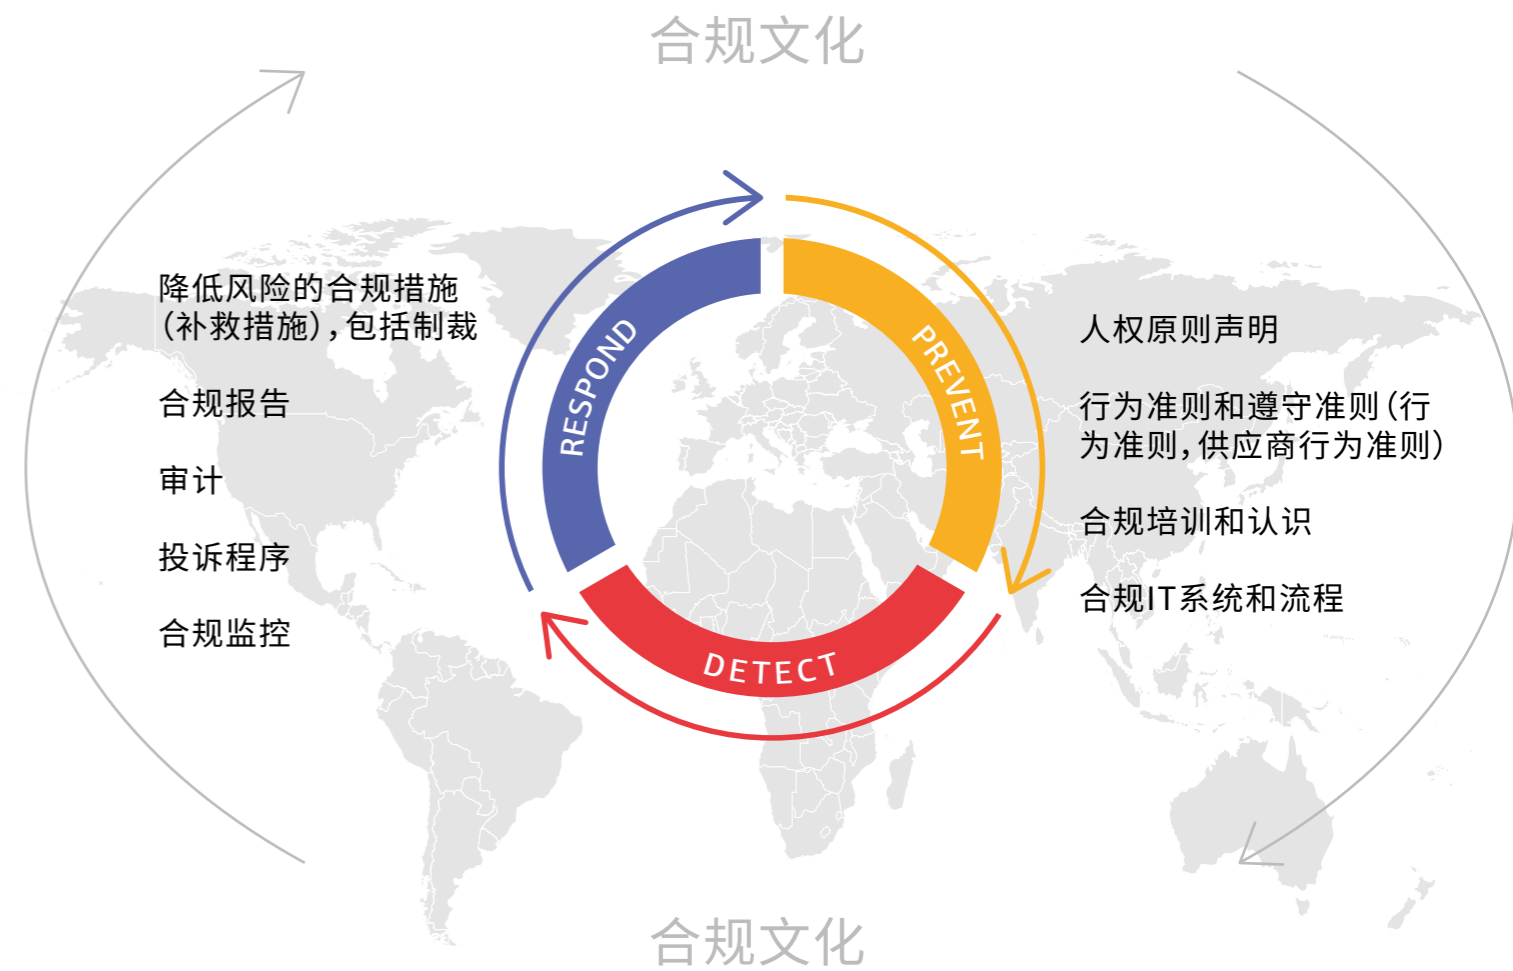 合规文化
降低风险的合规措施
（补救措施），包括制裁
合规报告
审计
投诉程序
合规监控
RESPOND
PREVENT
DETECT
人权原则声明
行为准则和遵守准则（行
为准则，供应商行为准则）
合规培训和认识
合规IT系统和流程
合规文化